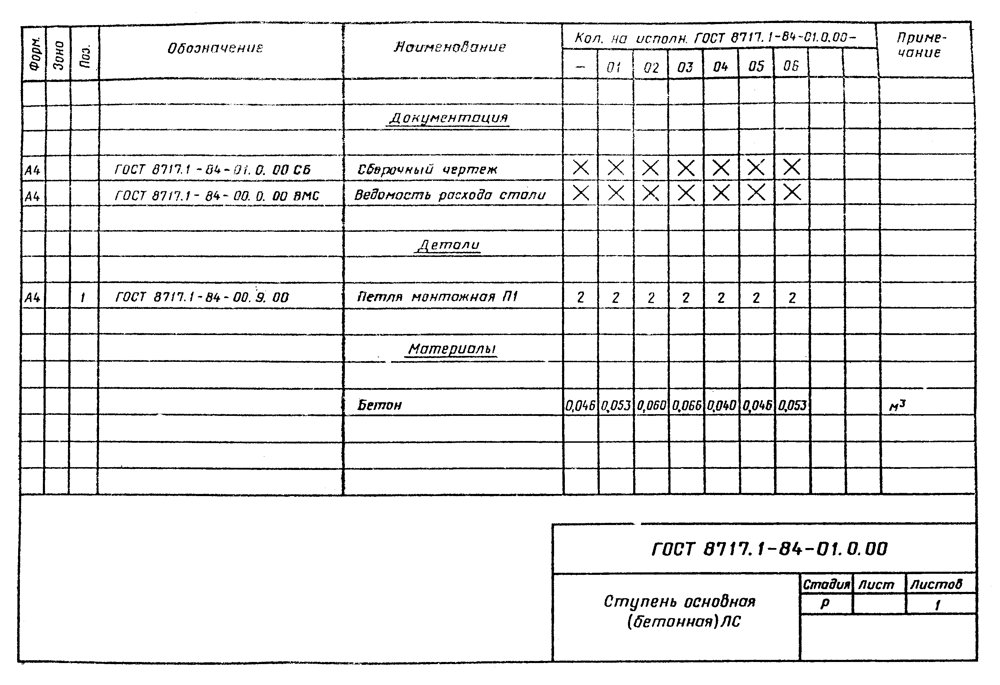 Форм. Зона Поз. Обозначение Наименование Кол. на исполн. ГОСТ 8717.1-84-01.0.00- Приме-
чание
– 01 02 03 04 05 06
Документация
А4 ГОСТ 8717.1-84-01.0.00 СБ Сборочный чертеж × × × × × × ×
А4 ГОСТ 8717.1-84-00.0.00 ВМС Ведомость расхода стали × × × × × × ×
Детали
А4 1 ГОСТ 8717.1-84-00.9.00 Петля монтажная П1 2 2 2 2 2 2 2
Материалы
Бетон 0,046 0,053 0,060 0,066 0,040 0,046 0,053 м³
ГОСТ 8717.1-84-01.0.00
Ступень основная
(бетонная) ЛС
Стадия Лист Листов
Р 1